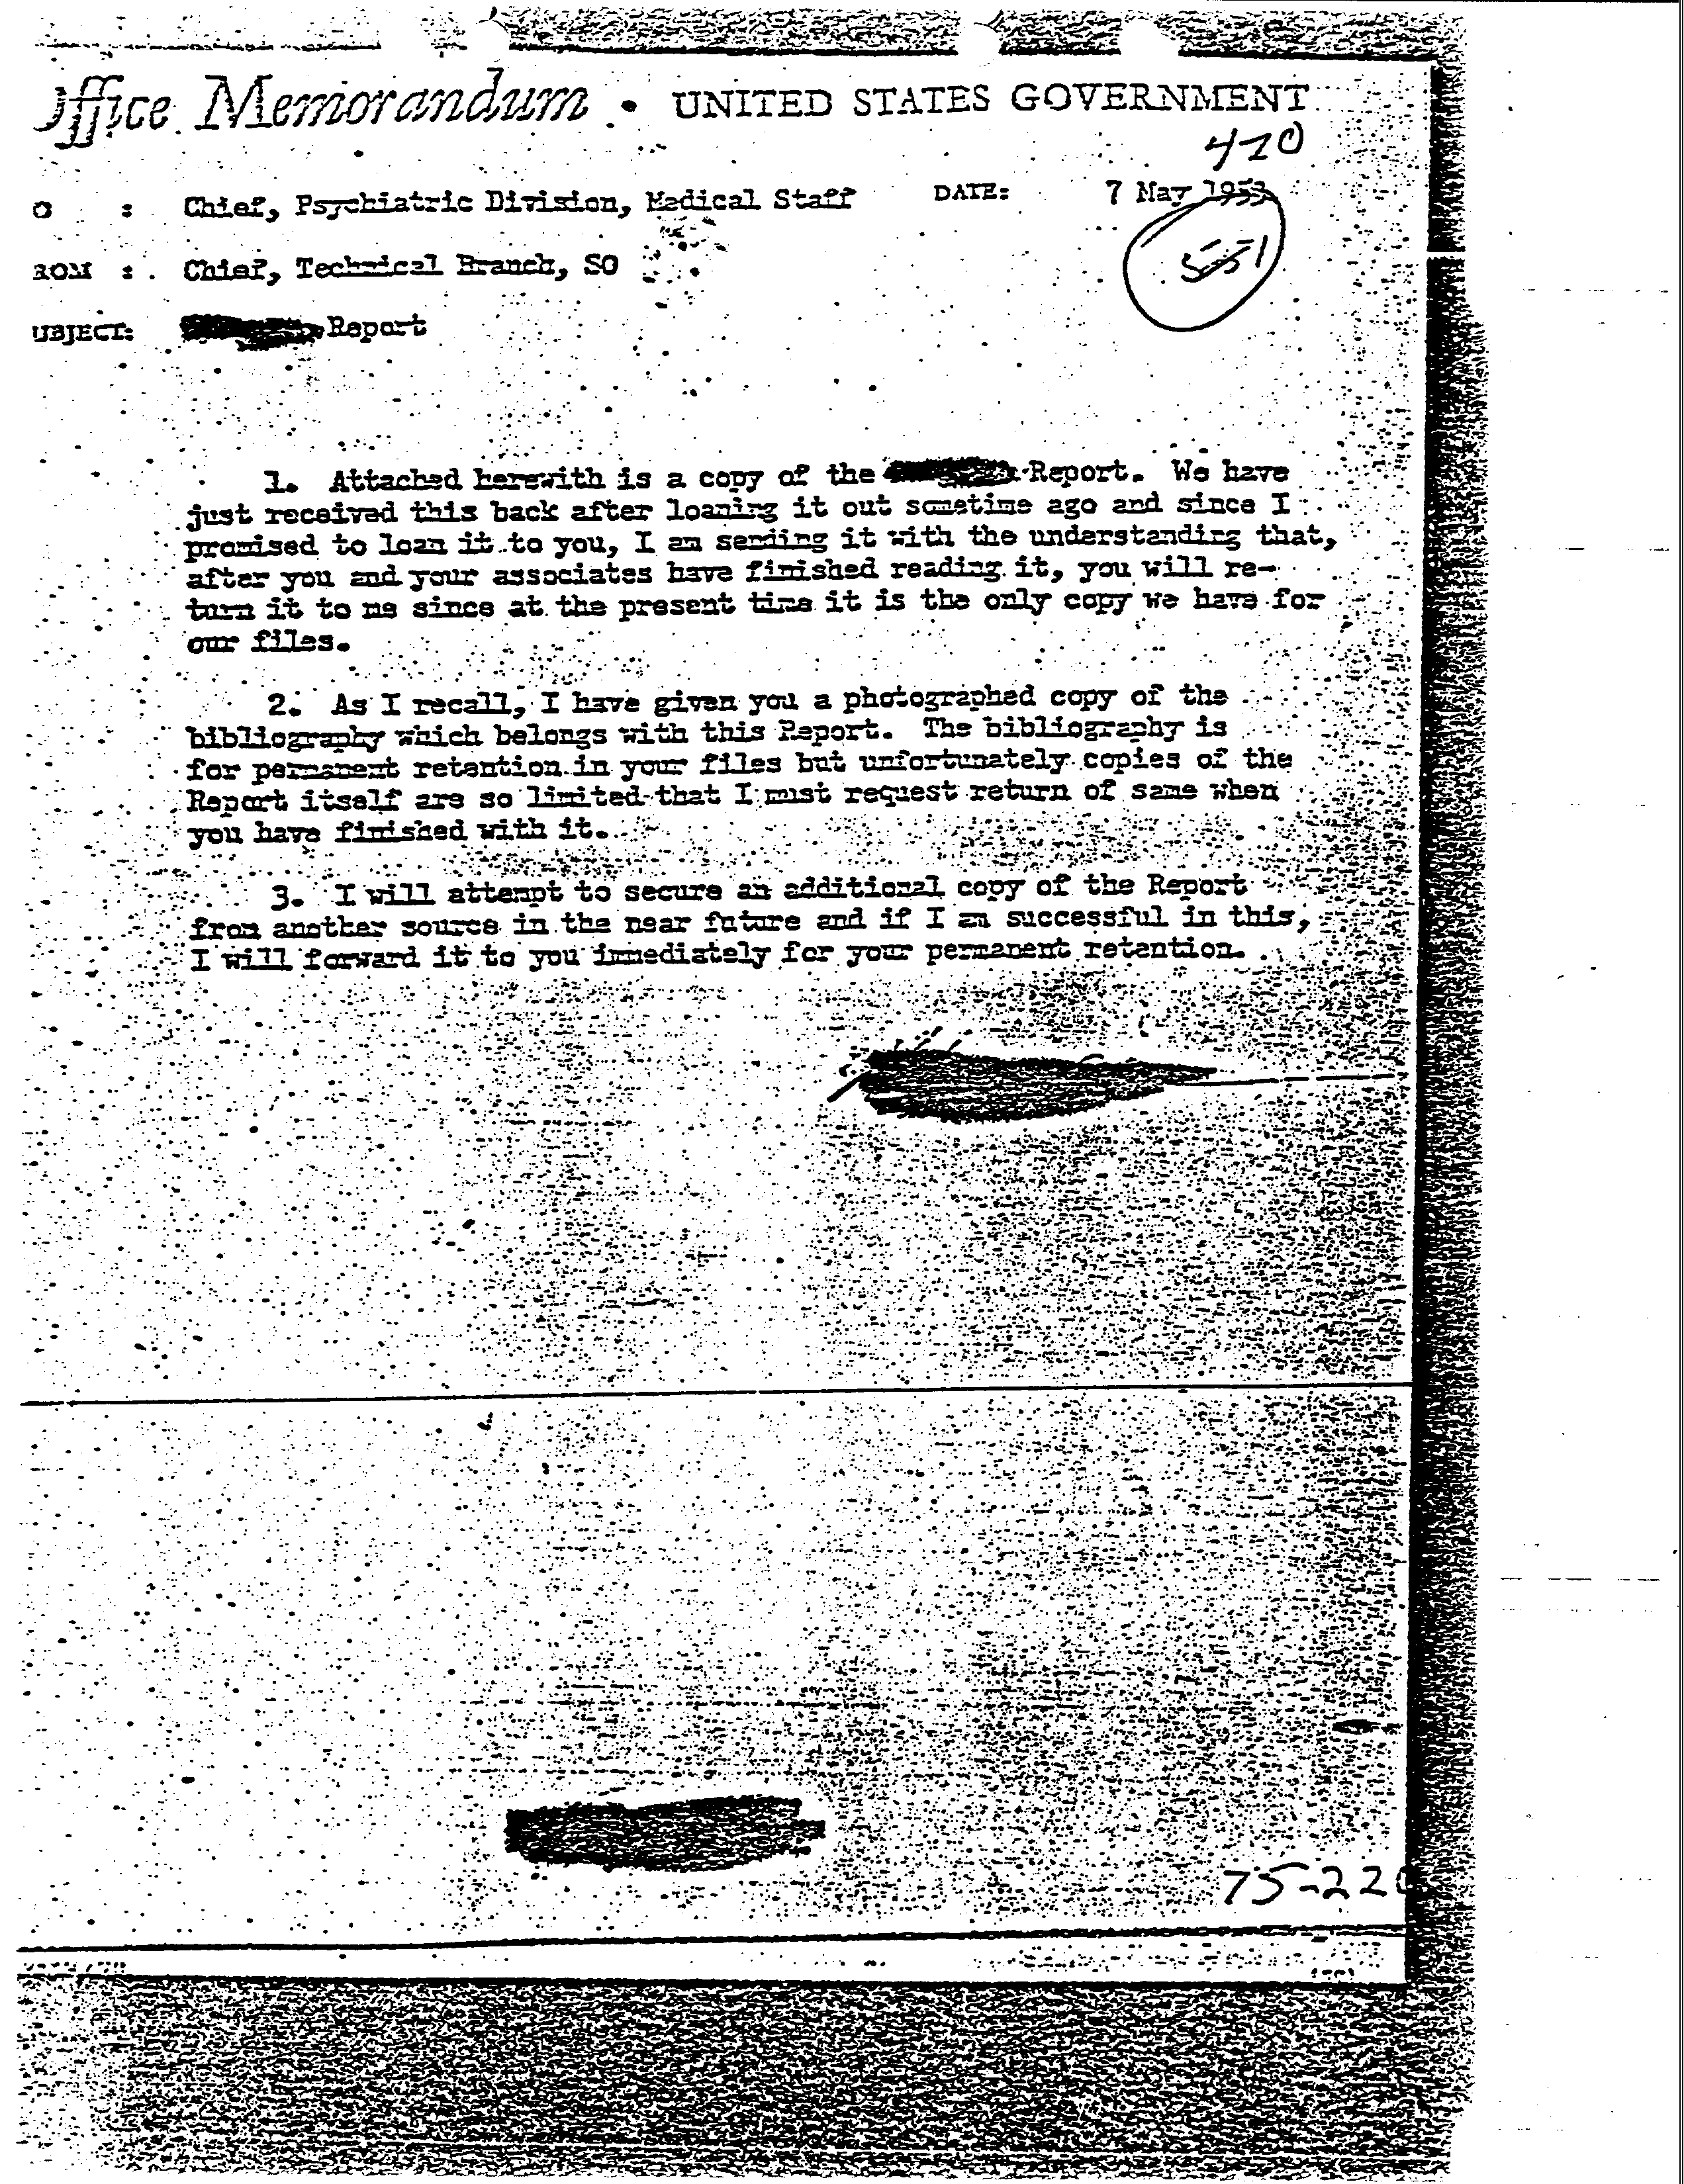 Office Memorandum • UNITED STATES GOVERNMENT
410
O : Chief, Psychiatric Division, Medical Staff DATE: 7 May 1953
551
ROM : Chief, Technical Branch, SO
UBJECT: Report
1. Attached herewith is a copy of the Report. We have
just received this back after loaning it out sometime ago and since I
promised to loan it to you, I am sending it with the understanding that,
after you and your associates have finished reading it, you will re-
turn it to me since at the present time it is the only copy we have for
our files.
2. As I recall, I have given you a photographed copy of the
bibliography which belongs with this Report. The bibliography is
for permanent retention in your files but unfortunately copies of the
Report itself are so limited that I must request return of same when
you have finished with it.
3. I will attempt to secure an additional copy of the Report
from another source in the near future and if I am successful in this,
I will forward it to you immediately for your permanent retention.
75-220